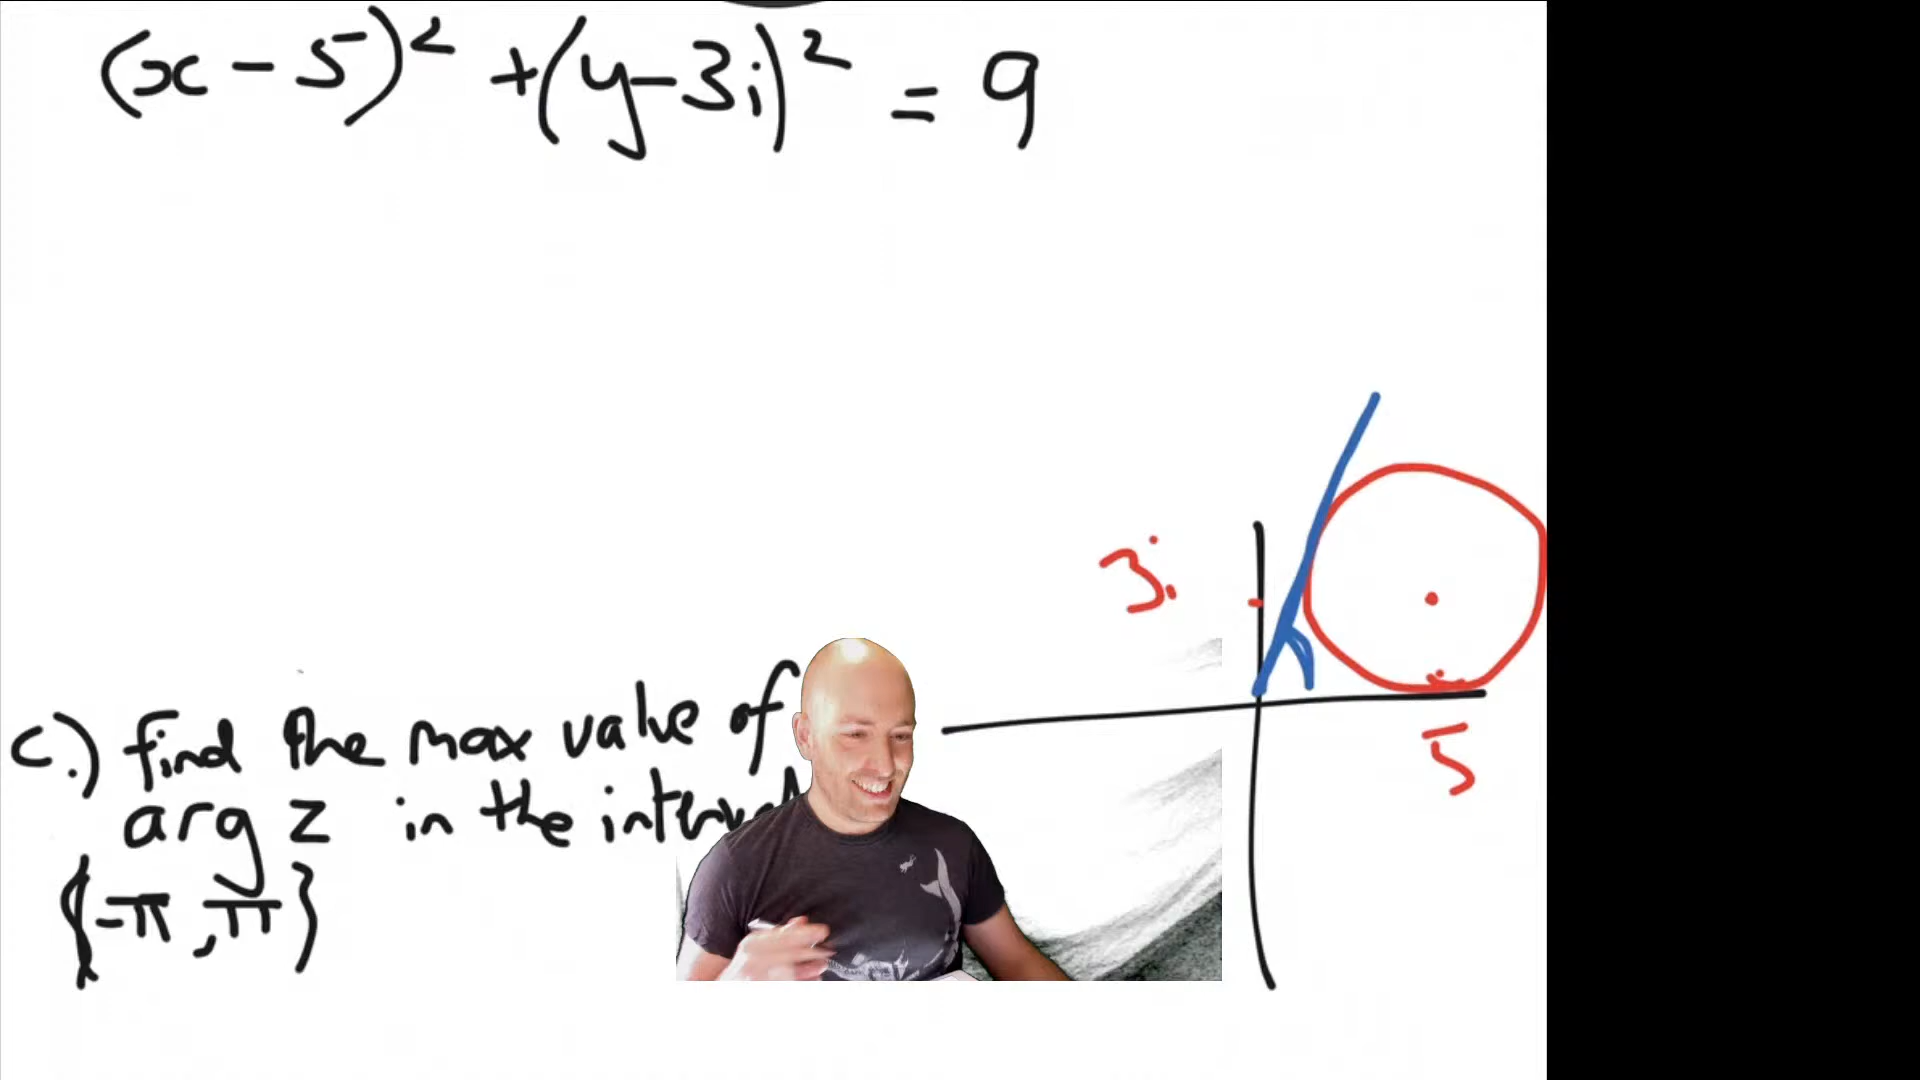 (x - 5)² + (y - 3i)² = 9
3i
5
c.) find the max value of
arg z in the
{-π, π}